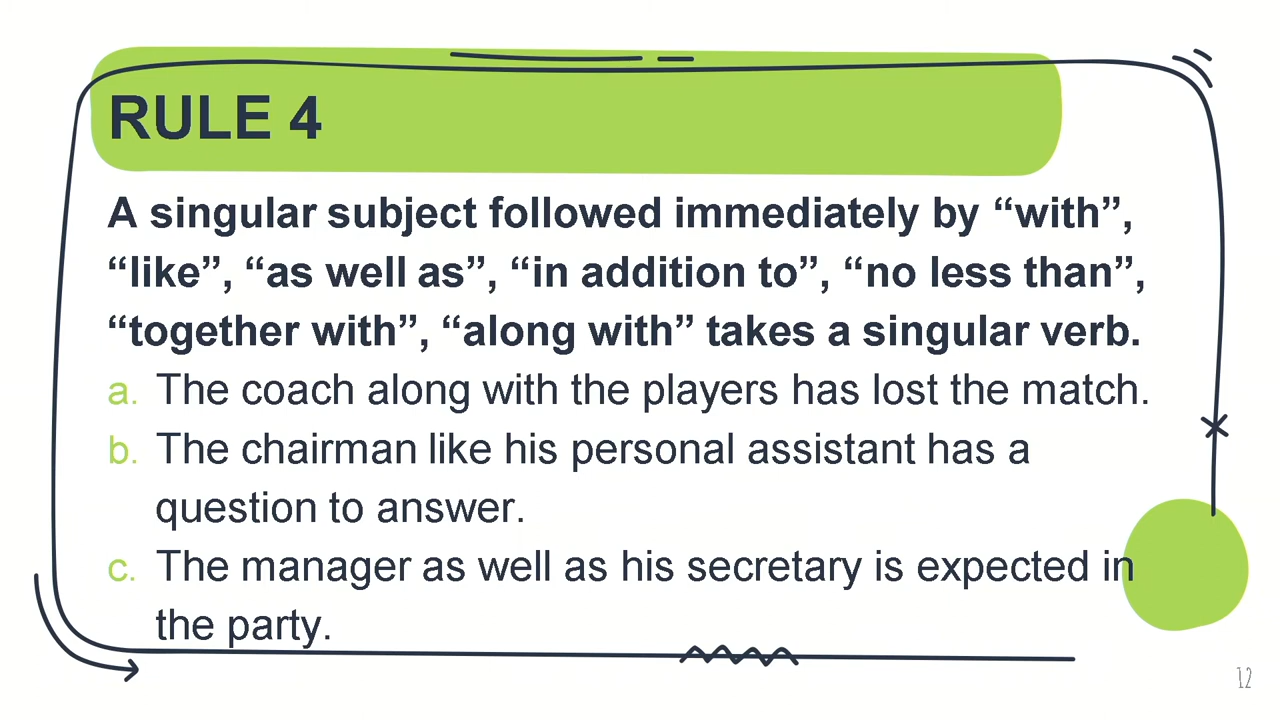 RULE 4
A singular subject followed immediately by “with”,
“like”, “as well as”, “in addition to”, “no less than”,
“together with”, “along with” takes a singular verb.
a. The coach along with the players has lost the match.
b. The chairman like his personal assistant has a
question to answer.
c. The manager as well as his secretary is expected in
the party.
12